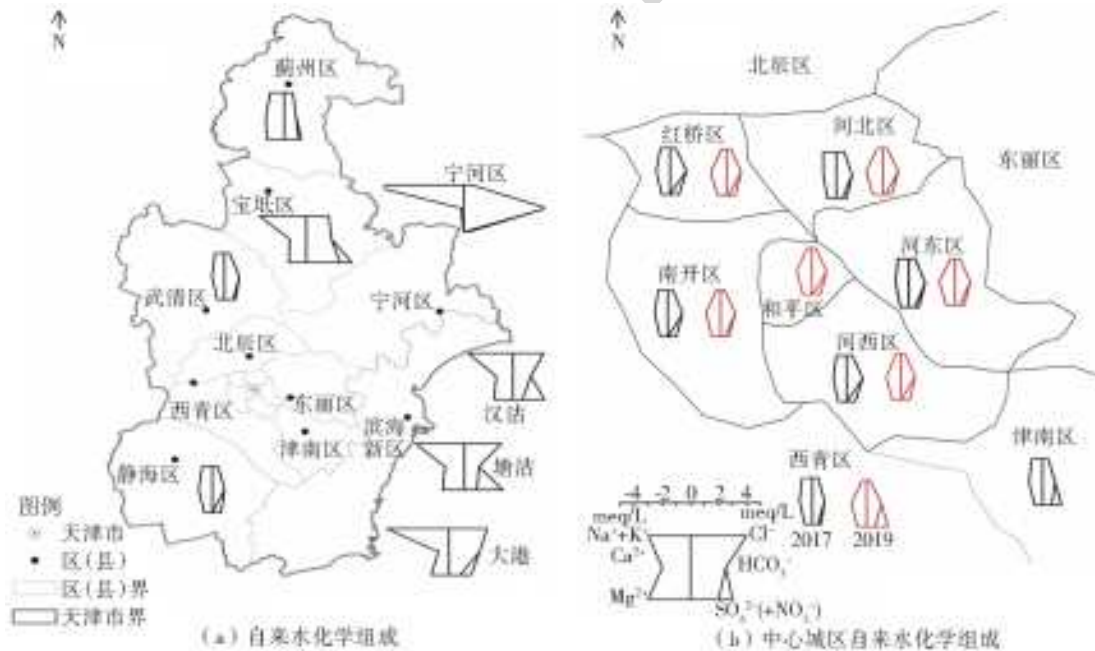 N
蓟州区
宁河区
宝坻区
武清区
宁河区
北辰区
汉沽
西青区
东丽区
滨海
新区
津南区
塘沽
静海区
大港
图例
天津市
区(县)
区(县)界
天津市界
(a)自来水化学组成
N
北辰区
红桥区
河北区
东丽区
河东区
南开区
和平区
河西区
津南区
西青区
-4 -2 0 2 4
meq/L meq/L
2017 2019
Na⁺+K⁺ Cl⁻
Ca²⁺ HCO₃⁻
Mg²⁺ SO₄²⁻(+NO₃⁻)
(b)中心城区自来水化学组成